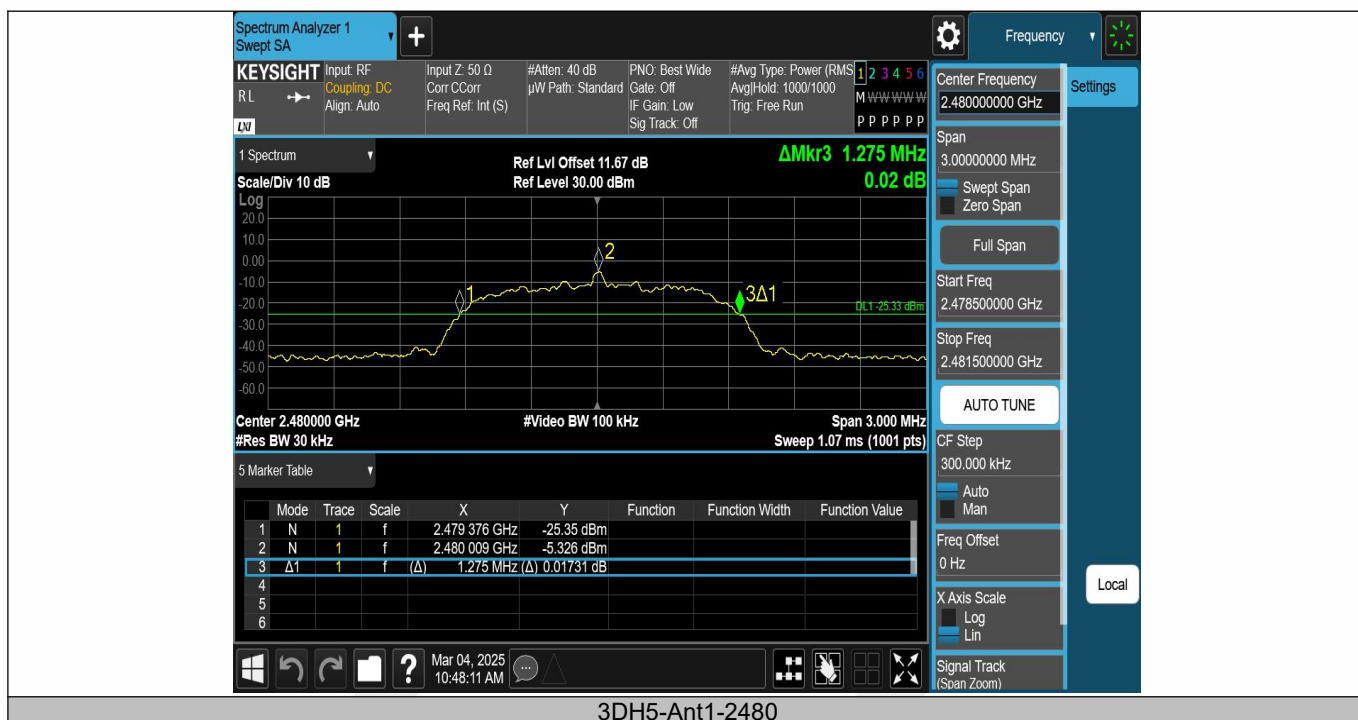 Spectrum Analyzer 1
Swept SA
+
Frequency
KEYSIGHT
RL
LXI
Input: RF
Coupling: DC
Align: Auto
Input Z: 50 Ω
Corr CCorr
Freq Ref: Int (S)
#Atten: 40 dB
µW Path: Standard
PNO: Best Wide
Gate: Off
IF Gain: Low
Sig Track: Off
#Avg Type: Power (RMS
Avg|Hold: 1000/1000
Trig: Free Run
1 2 3 4 5 6
M W W W W W
P P P P P P
1 Spectrum
Scale/Div 10 dB
Ref Lvl Offset 11.67 dB
Ref Level 30.00 dBm
ΔMkr3 1.275 MHz
0.02 dB
Log
20.0
10.0
0.00
-10.0
-20.0
-30.0
-40.0
-50.0
-60.0
1
2
3Δ1
DL1 -25.33 dBm
Center 2.480000 GHz
#Video BW 100 kHz
Span 3.000 MHz
#Res BW 30 kHz
Sweep 1.07 ms (1001 pts)
5 Marker Table
Mode Trace Scale X Y Function Function Width Function Value
1 N 1 f 2.479 376 GHz -25.35 dBm
2 N 1 f 2.480 009 GHz -5.326 dBm
3 Δ1 1 f (Δ) 1.275 MHz (Δ) 0.01731 dB
4
5
6
?
Mar 04, 2025
10:48:11 AM
Center Frequency
2.480000000 GHz
Settings
Span
3.00000000 MHz
Swept Span
Zero Span
Full Span
Start Freq
2.478500000 GHz
Stop Freq
2.481500000 GHz
AUTO TUNE
CF Step
300.000 kHz
Auto
Man
Freq Offset
0 Hz
Local
X Axis Scale
Log
Lin
Signal Track
(Span Zoom)
3DH5-Ant1-2480